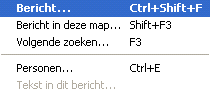 Bericht... Ctrl+Shift+F
Bericht in deze map... Shift+F3
Volgende zoeken... F3
Personen... Ctrl+E
Tekst in dit bericht...